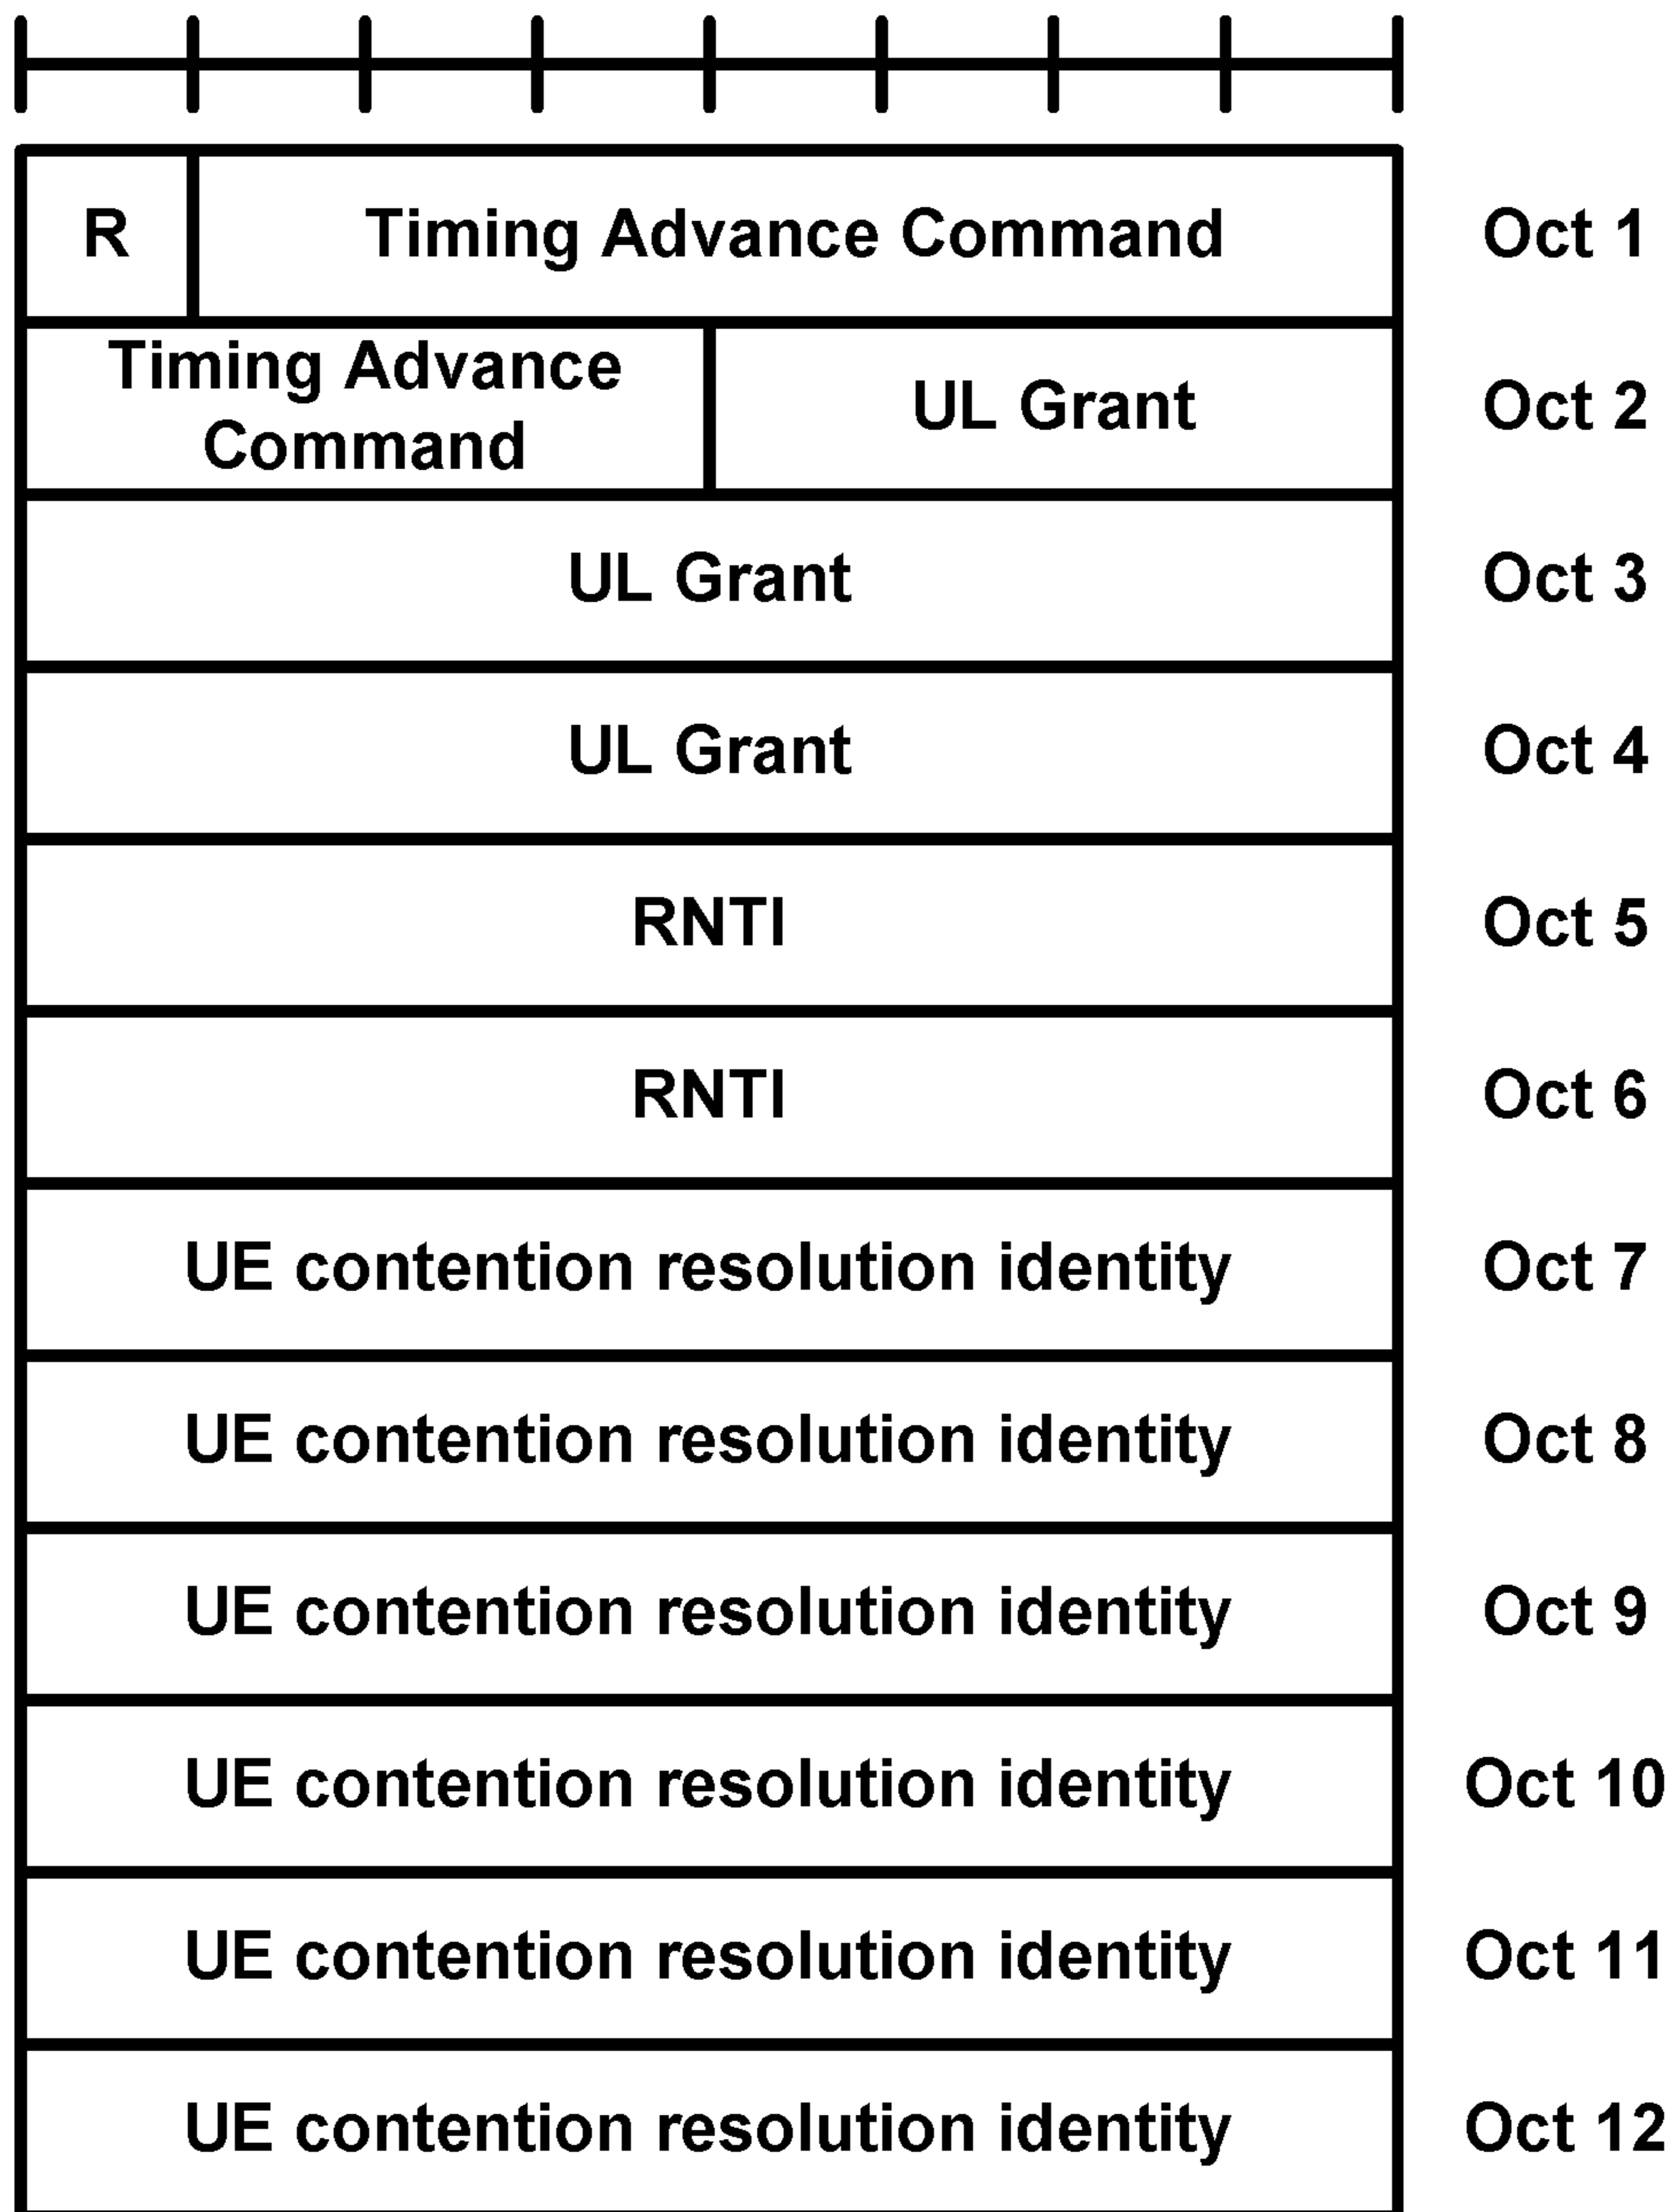 R Timing Advance Command Oct 1
Timing Advance
Command
UL Grant Oct 2
UL Grant Oct 3
UL Grant Oct 4
RNTI Oct 5
RNTI Oct 6
UE contention resolution identity Oct 7
UE contention resolution identity Oct 8
UE contention resolution identity Oct 9
UE contention resolution identity Oct 10
UE contention resolution identity Oct 11
UE contention resolution identity Oct 12